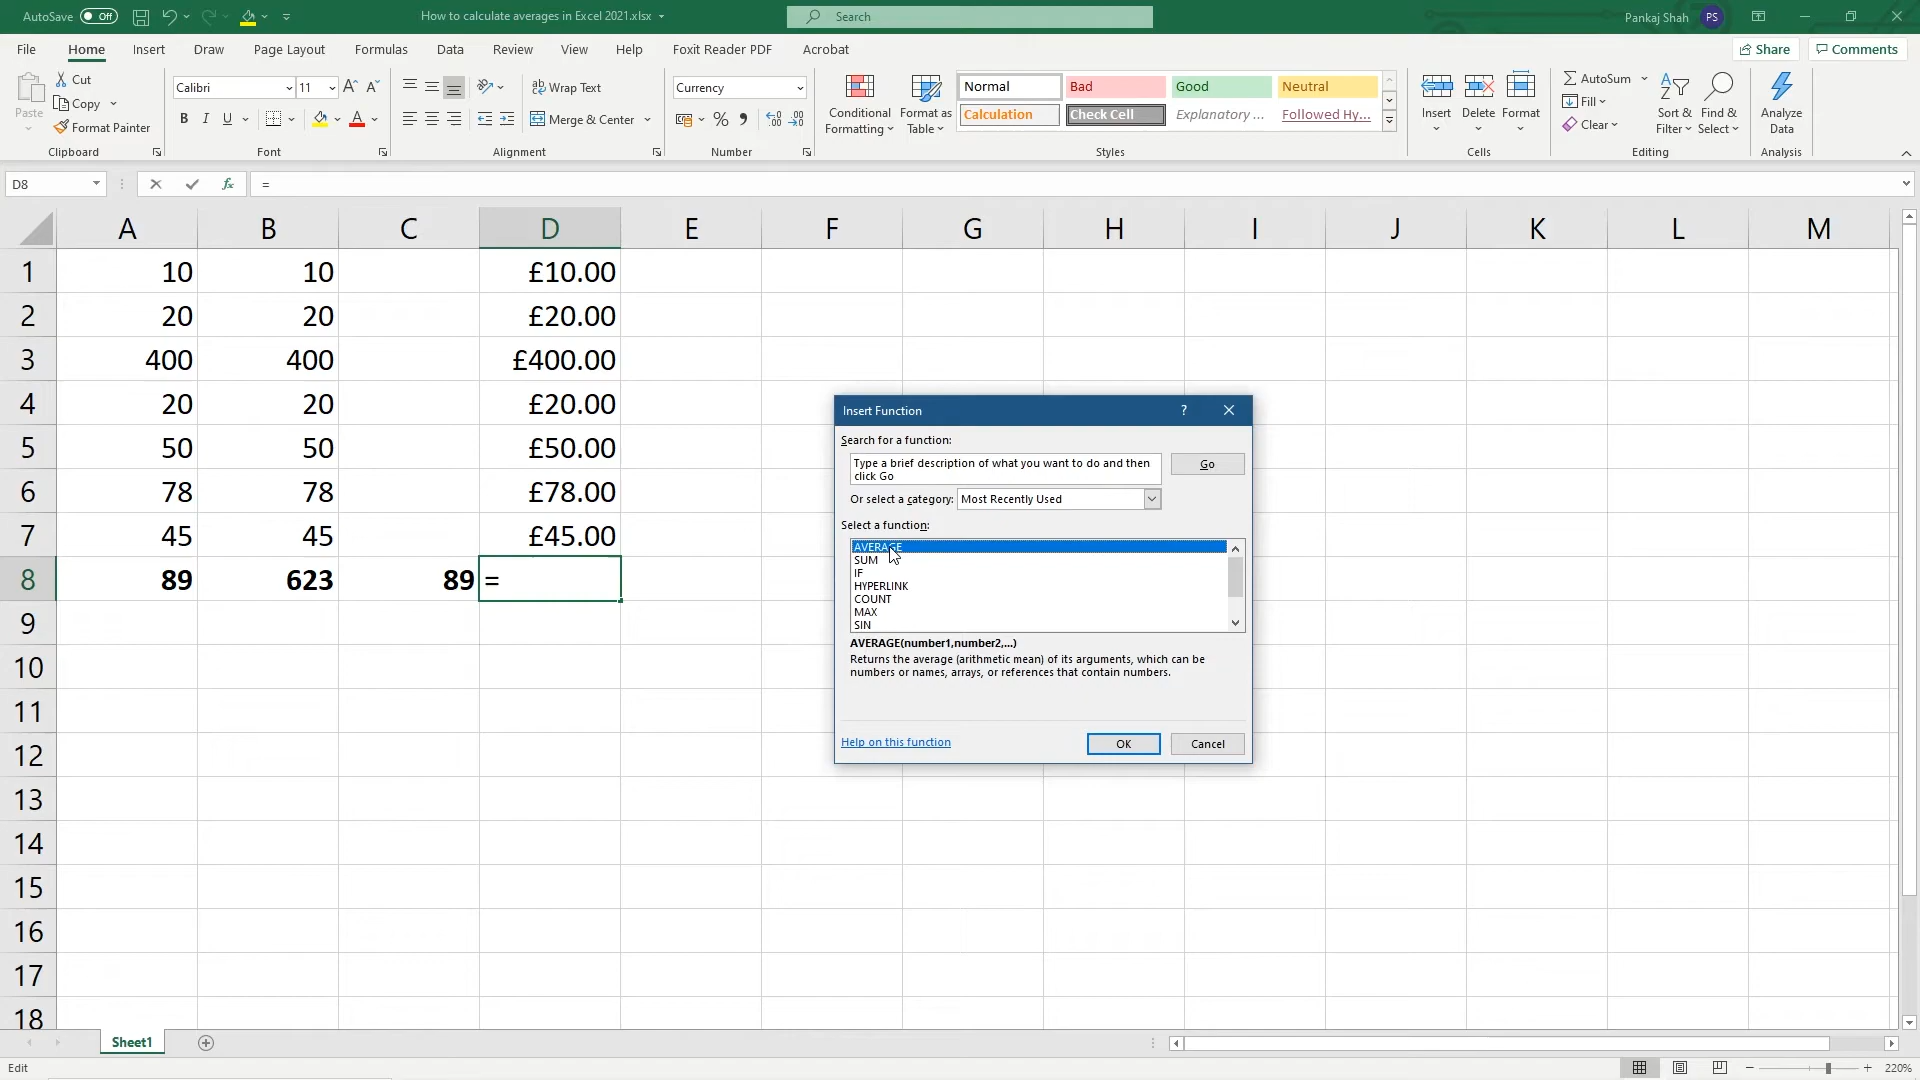 AutoSave Off How to calculate averages in Excel 2021.xlsx Search Pankaj Shah PS
File Home Insert Draw Page Layout Formulas Data Review View Help Foxit Reader PDF Acrobat Share Comments
Paste Cut Copy Format Painter Clipboard
Calibri 11 A A B I U A Font
ab Wrap Text Merge & Center Alignment
Currency % Number
Conditional Formatting Format as Table
Normal Bad Good Neutral
Calculation Check Cell Explanatory ... Followed Hy...
Styles
Insert Delete Format Cells
AutoSum Fill Clear Sort & Filter Find & Select Editing
Analyze Data Analysis
D8 fx =
A B C D E F G H I J K L M
1 10 10 £10.00
2 20 20 £20.00
3 400 400 £400.00
4 20 20 £20.00
5 50 50 £50.00
6 78 78 £78.00
7 45 45 £45.00
8 89 623 89 =
9
10
11
12
13
14
15
16
17
18
Insert Function ?
Search for a function:
Type a brief description of what you want to do and then
click Go
Go
Or select a category: Most Recently Used
Select a function:
AVERAGE
SUM
IF
HYPERLINK
COUNT
MAX
SIN
AVERAGE(number1,number2,...)
Returns the average (arithmetic mean) of its arguments, which can be
numbers or names, arrays, or references that contain numbers.
Help on this function OK Cancel
Sheet1
Edit 220%